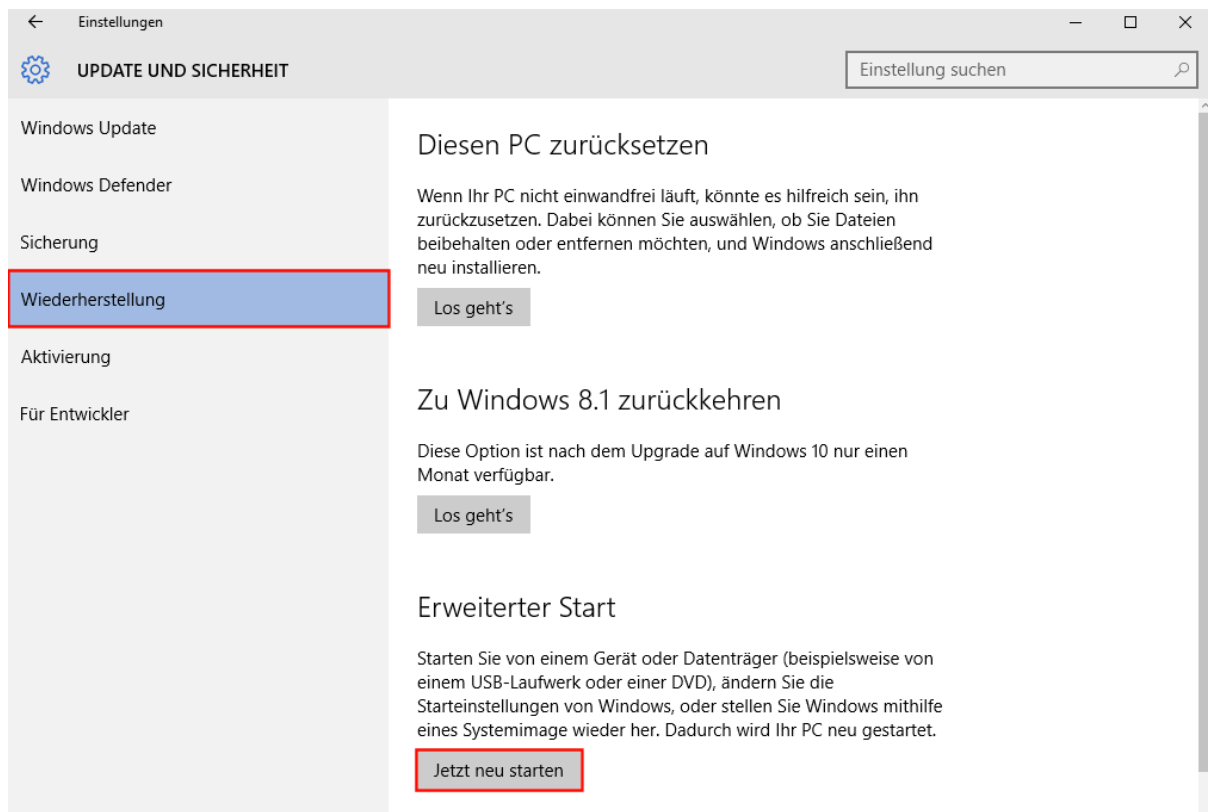 Einstellungen
UPDATE UND SICHERHEIT
Einstellung suchen
Windows Update
Windows Defender
Sicherung
Wiederherstellung
Aktivierung
Für Entwickler
Diesen PC zurücksetzen
Wenn Ihr PC nicht einwandfrei läuft, könnte es hilfreich sein, ihn
zurückzusetzen. Dabei können Sie auswählen, ob Sie Dateien
beibehalten oder entfernen möchten, und Windows anschließend
neu installieren.
Los geht's
Zu Windows 8.1 zurückkehren
Diese Option ist nach dem Upgrade auf Windows 10 nur einen
Monat verfügbar.
Los geht's
Erweiterter Start
Starten Sie von einem Gerät oder Datenträger (beispielsweise von
einem USB-Laufwerk oder einer DVD), ändern Sie die
Starteinstellungen von Windows, oder stellen Sie Windows mithilfe
eines Systemimage wieder her. Dadurch wird Ihr PC neu gestartet.
Jetzt neu starten